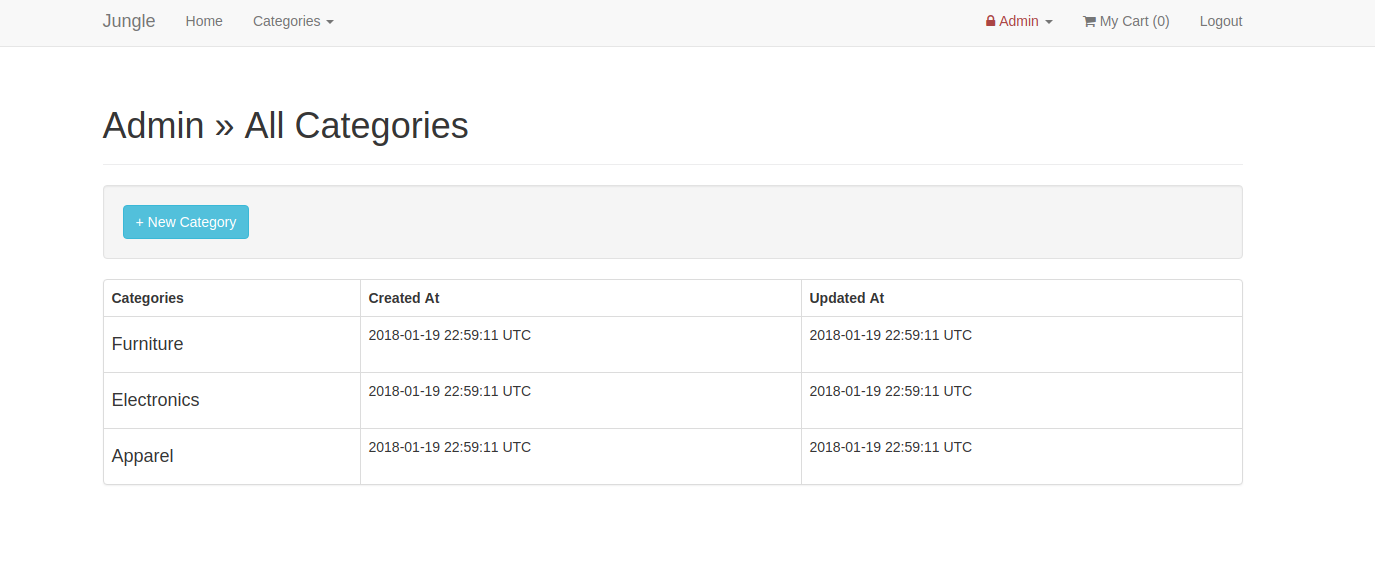 Jungle Home Categories Admin My Cart (0) Logout
Admin » All Categories
+ New Category
Categories Created At Updated At
Furniture 2018-01-19 22:59:11 UTC 2018-01-19 22:59:11 UTC
Electronics 2018-01-19 22:59:11 UTC 2018-01-19 22:59:11 UTC
Apparel 2018-01-19 22:59:11 UTC 2018-01-19 22:59:11 UTC